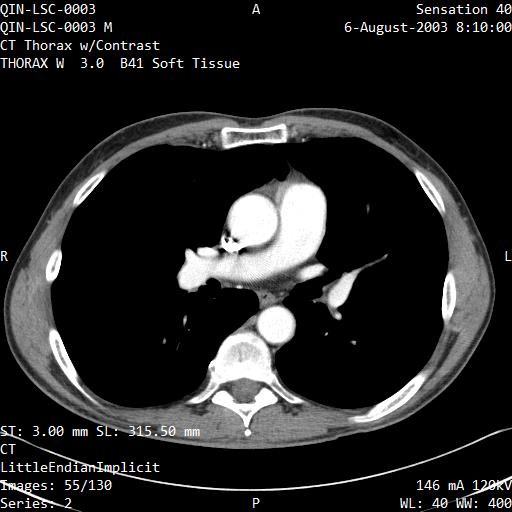 QIN-LSC-0003 A Sensation 40
QIN-LSC-0003 M 6-August-2003 8:10:00
CT Thorax w/Contrast
THORAX W 3.0 B41 Soft Tissue
R L
ST: 3.00 mm SL: 315.50 mm
CT
LittleEndianImplicit
Images: 55/130 146 mA 120kV
Series: 2 P WL: 40 WW: 400